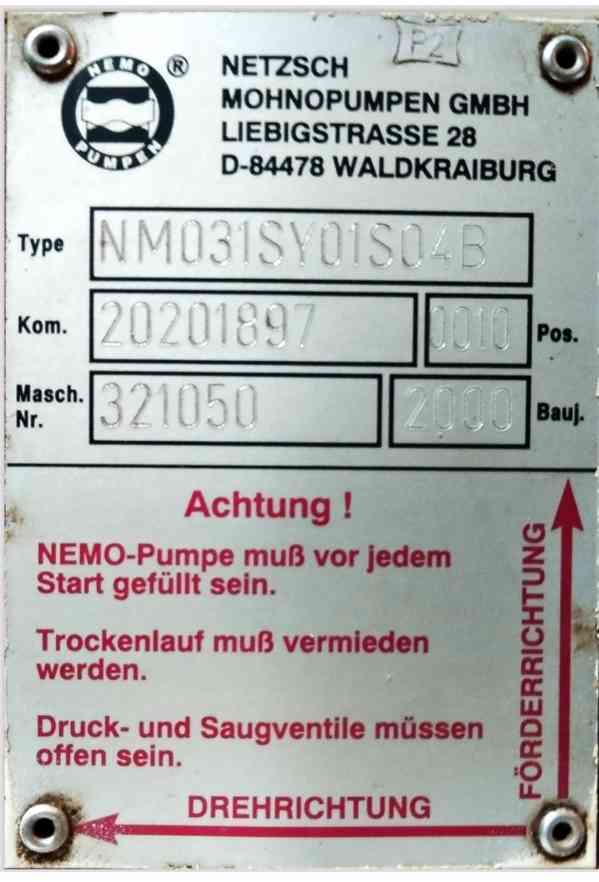 P2
NEMO
PUMPEN
®
NETZSCH
MOHNOPUMPEN GMBH
LIEBIGSTRASSE 28
D-84478 WALDKRAIBURG
Type NM031SY01S04B
Kom. 20201897 0010 Pos.
Masch. Nr. 321050 2000 Bauj.
Achtung !
NEMO-Pumpe muß vor jedem
Start gefüllt sein.
Trockenlauf muß vermieden
werden.
Druck- und Saugventile müssen
offen sein.
FÖRDERRICHTUNG
DREHRICHTUNG